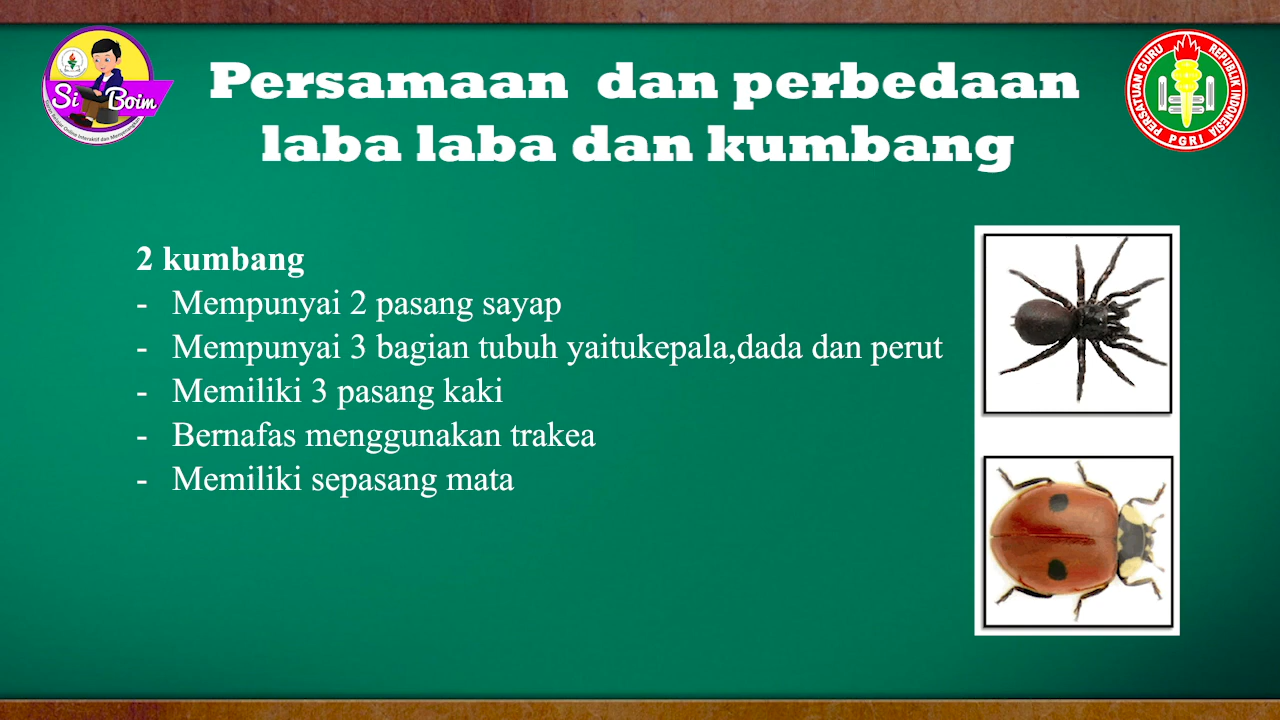 Persamaan dan perbedaan
laba laba dan kumbang
Si Boim
PERSATUAN GURU REPUBLIK INDONESIA
PGRI
2 kumbang
- Mempunyai 2 pasang sayap
- Mempunyai 3 bagian tubuh yaitukepala,dada dan perut
- Memiliki 3 pasang kaki
- Bernafas menggunakan trakea
- Memiliki sepasang mata